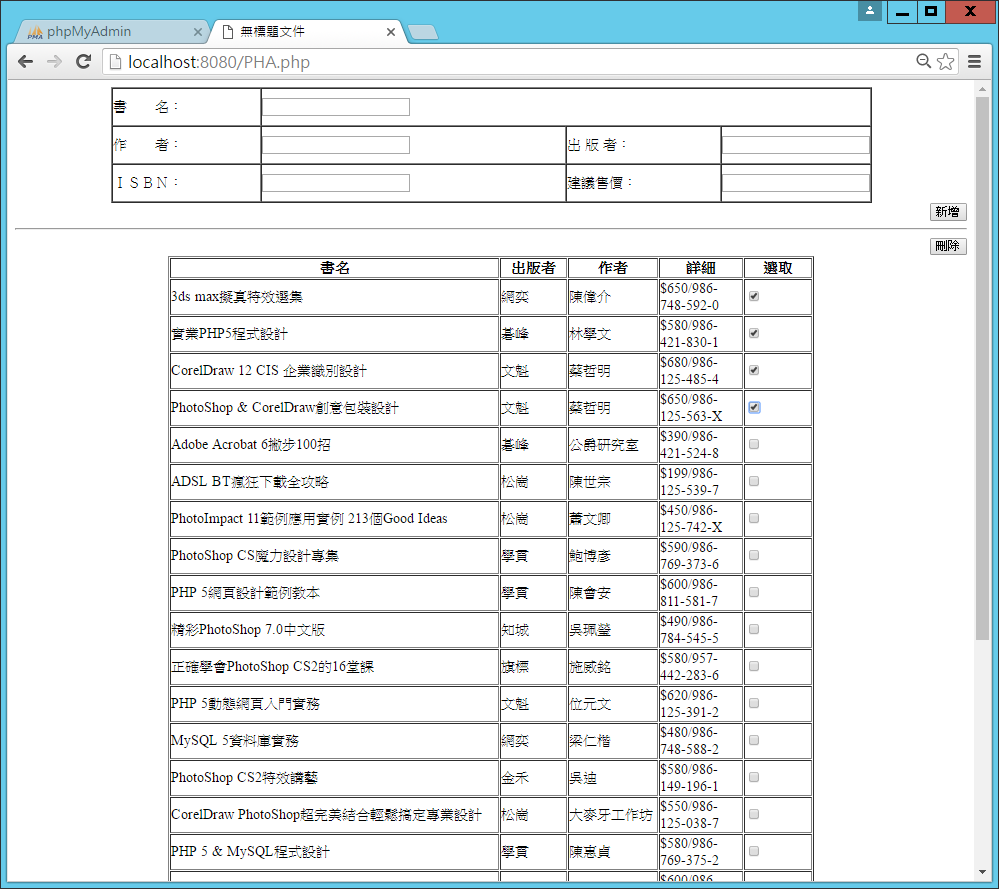 phpMyAdmin
無標題文件
localhost:8080/PHA.php
書　　名：
作　　者：
出 版 者：
ＩＳＢＮ：
建議售價：
新增
刪除
書名 出版者 作者 詳細 選取
3ds max擬真特效選集 網奕 陳偉介 $650/986-
748-592-0
實業PHP5程式設計 碁峰 林學文 $580/986-
421-830-1
CorelDraw 12 CIS 企業識別設計 文魁 蔡哲明 $680/986-
125-485-4
PhotoShop & CorelDraw創意包裝設計 文魁 蔡哲明 $650/986-
125-563-X
Adobe Acrobat 6撇步100招 碁峰 公爵研究室 $390/986-
421-524-8
ADSL BT瘋狂下載全攻略 松崗 陳世宗 $199/986-
125-539-7
PhotoImpact 11範例應用實例 213個Good Ideas 松崗 蕭文卿 $450/986-
125-742-X
PhotoShop CS魔力設計專集 學貫 鮑博彥 $590/986-
769-373-6
PHP 5網頁設計範例教本 學貫 陳會安 $600/986-
811-581-7
精彩PhotoShop 7.0中文版 知城 吳珮瑩 $490/986-
784-545-5
正確學會PhotoShop CS2的16堂課 旗標 施威銘 $580/957-
442-283-6
PHP 5動態網頁入門實務 文魁 位元文 $620/986-
125-391-2
MySQL 5資料庫實務 網奕 梁仁楷 $480/986-
748-588-2
PhotoShop CS2特效講藝 金禾 吳迪 $580/986-
149-196-1
CorelDraw PhotoShop超完美結合輕鬆搞定專業設計 松崗 大麥牙工作坊 $550/986-
125-038-7
PHP 5 & MySQL程式設計 學貫 陳惠貞 $580/986-
769-375-2
$600/986-